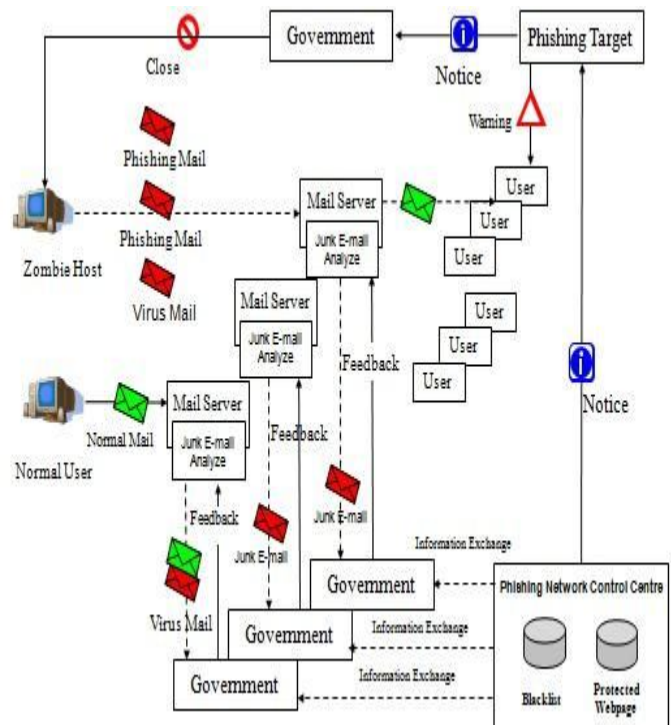 Government
Phishing Target
Close
Notice
Warning
Phishing Mail
User
Mail Server
User
Junk E-mail
Analyze
Phishing Mail
User
Zombie Host
Mail Server
Virus Mail
User
Junk E-mail
Analyze
User
Feedback
User
Mail Server
Normal Mail
Notice
Junk E-mail
Analyze
Feedback
Normal User
Feedback
Junk E-mail
Junk E-mail
Information Exchange
Government
Phishing Network Control Centre
Virus Mail
Government
Information Exchange
Government
Information Exchange
Blacklist
Protected
Webpage